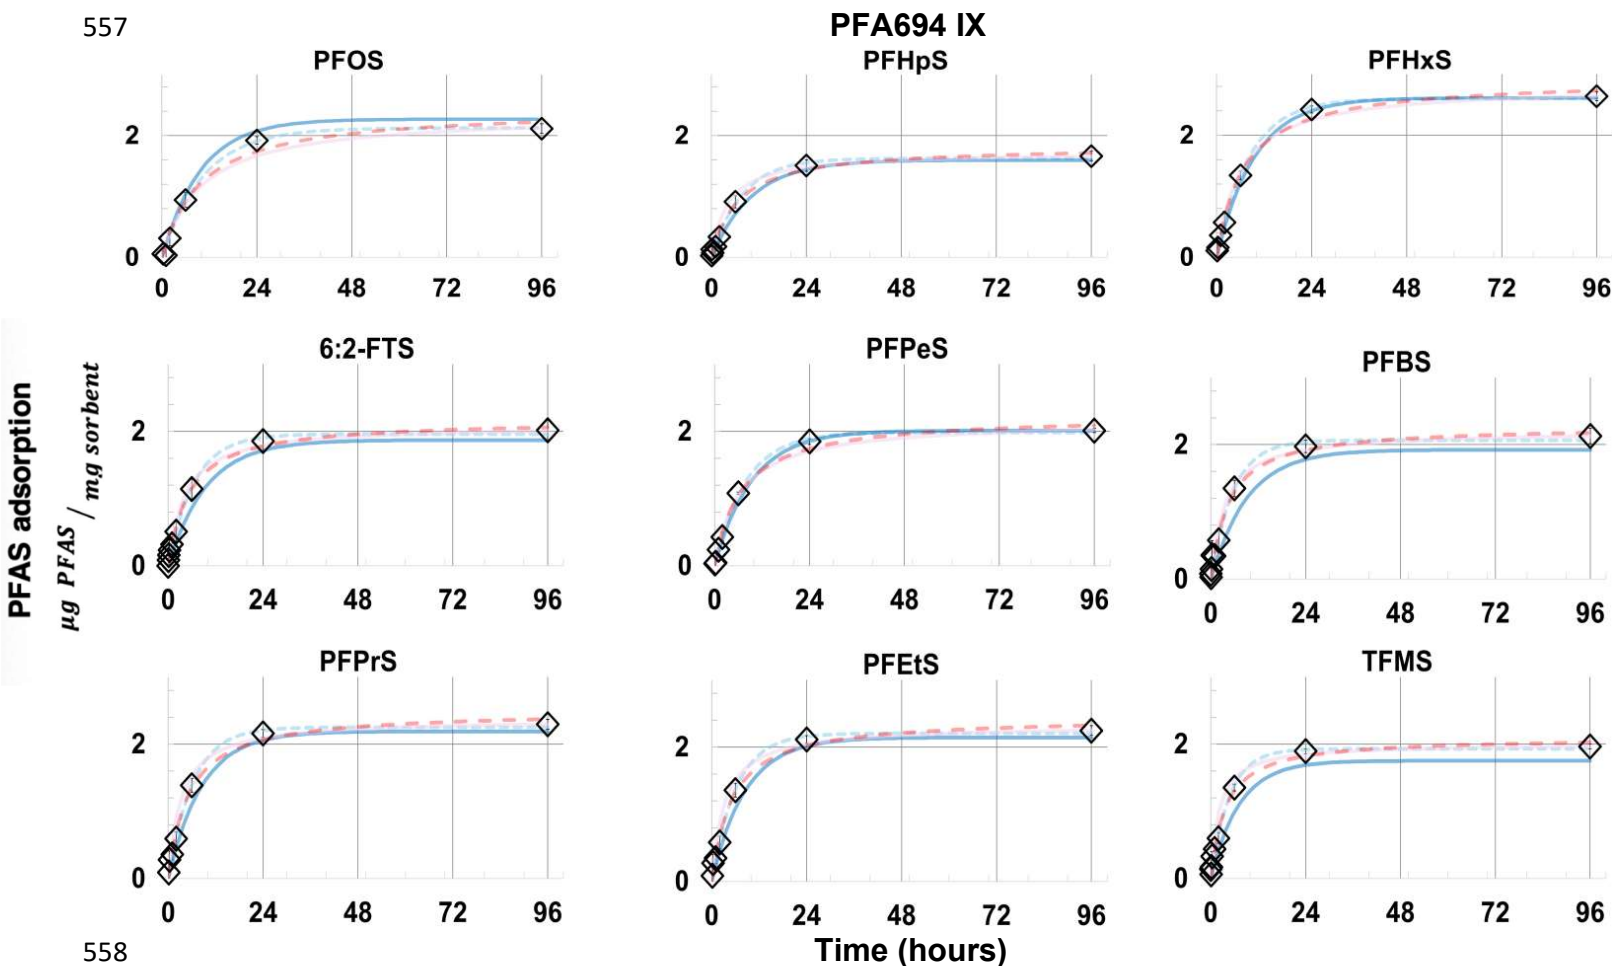 557
PFA694 IX
PFOS
PFHpS
PFHxS
2
0
0 24 48 72 96
2
0
0 24 48 72 96
2
0
0 24 48 72 96
6:2-FTS
PFPeS
PFBS
2
0
0 24 48 72 96
2
0
0 24 48 72 96
2
0
0 24 48 72 96
PFAS adsorption
µg PFAS / mg sorbent
PFPrS
PFEtS
TFMS
2
0
0 24 48 72 96
2
0
0 24 48 72 96
2
0
0 24 48 72 96
558
Time (hours)